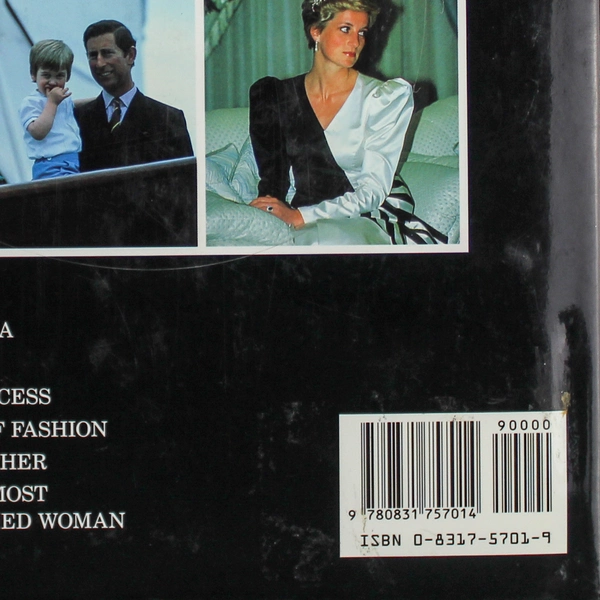 A
CESS
F FASHION
HER
MOST
ED WOMAN
90000
9 780831 757014
ISBN 0-8317-5701-9